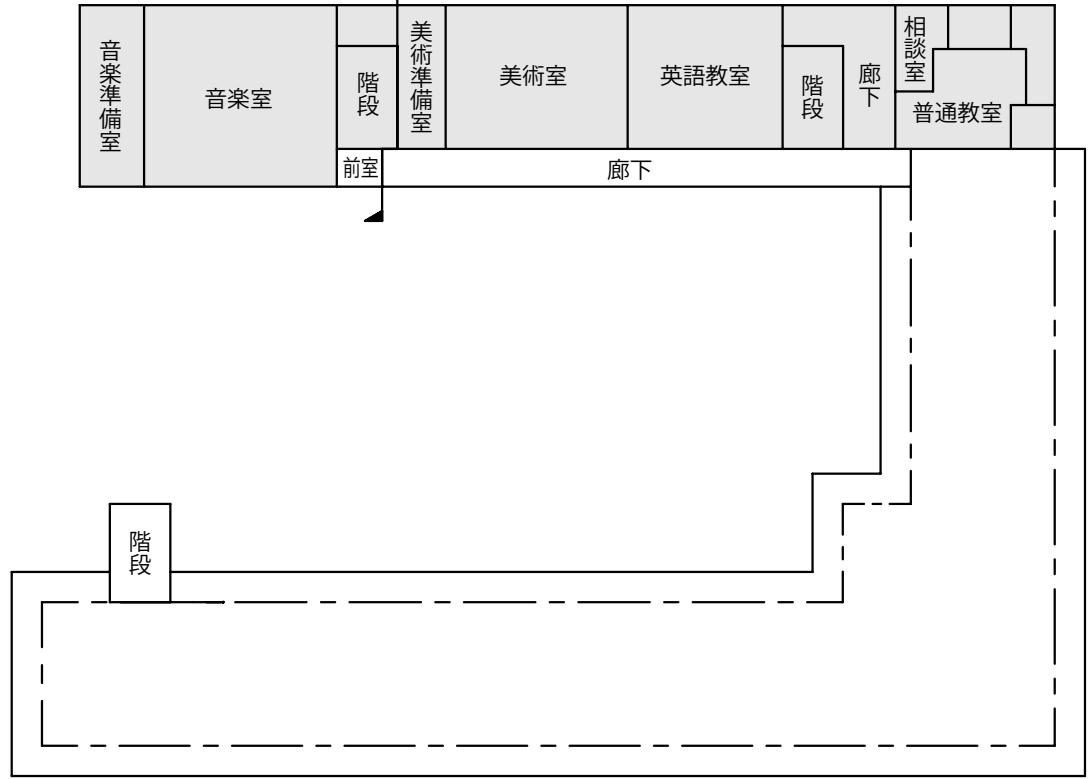 音楽準備室
音楽室
階段
美術準備室
美術室
英語教室
階段
廊下
相談室
普通教室
前室
廊下
階段